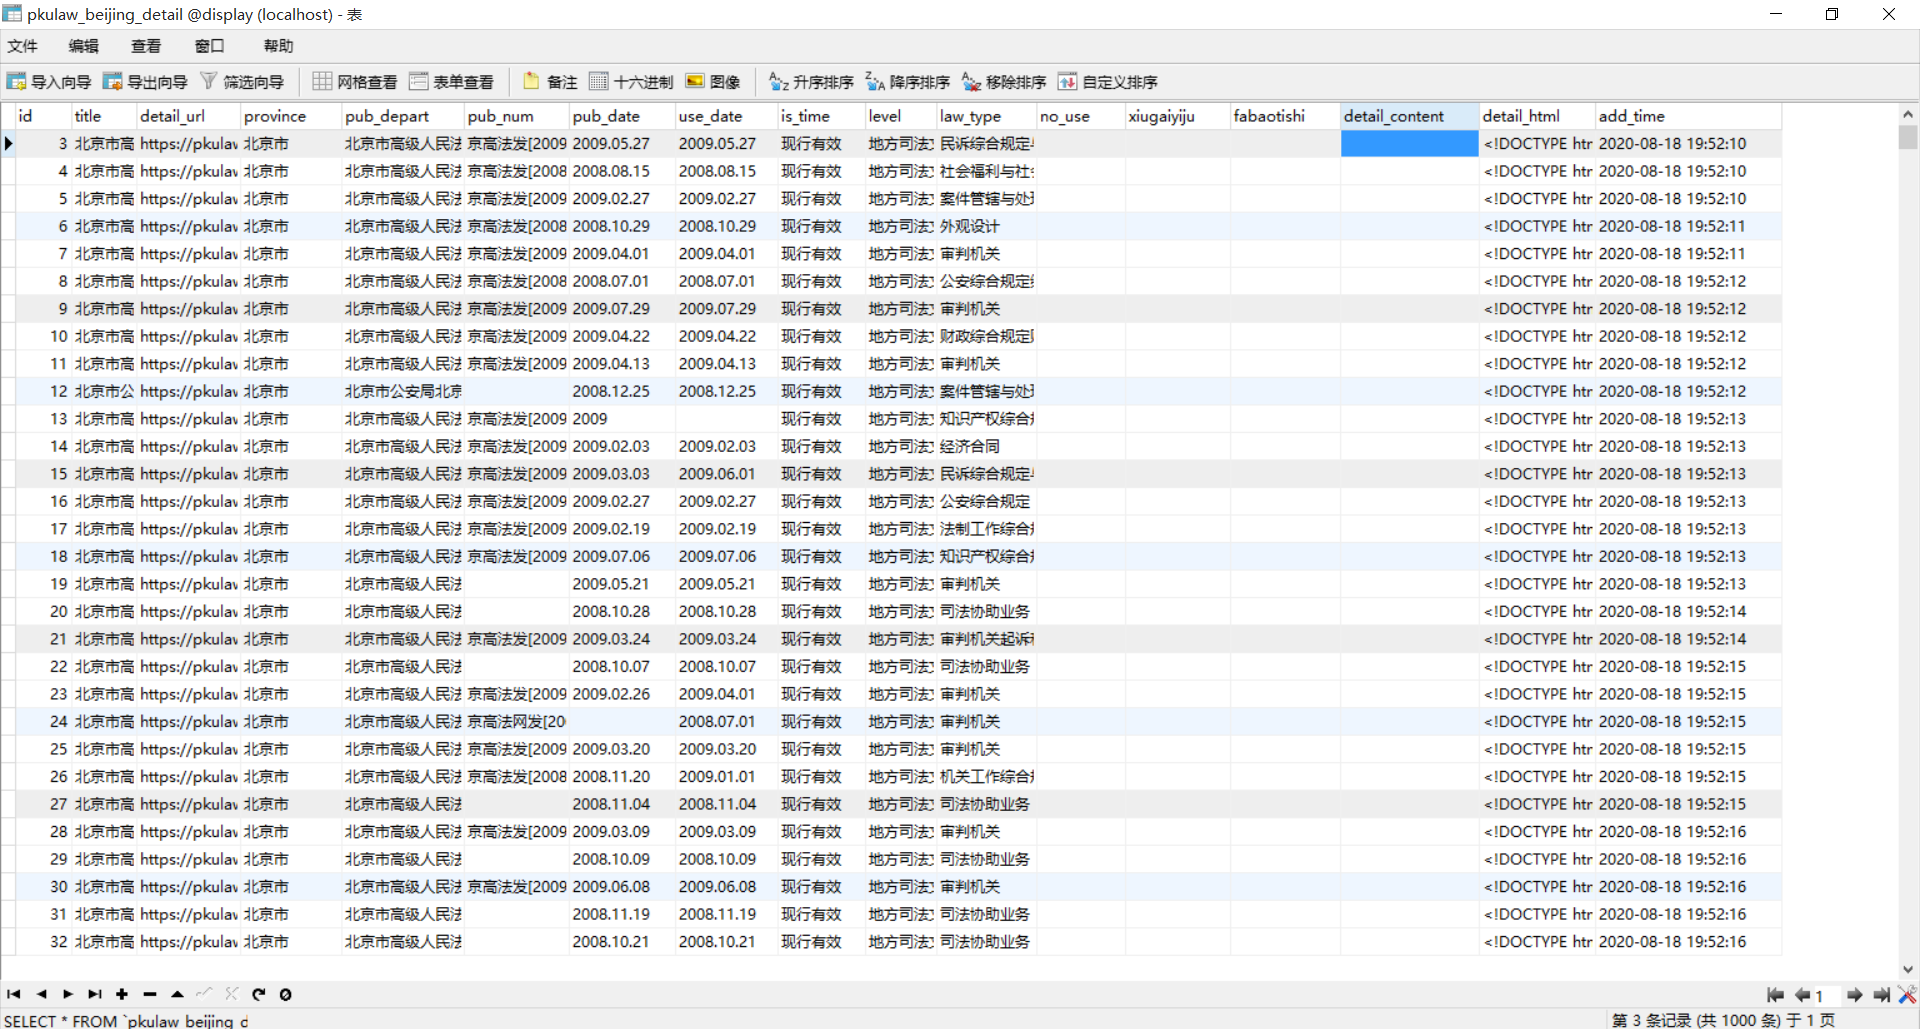 pkulaw_beijing_detail @display (localhost) - 表
文件 编辑 查看 窗口 帮助
导入向导 导出向导 筛选向导 网格查看 表单查看 备注 十六进制 图像 升序排序 降序排序 移除排序 自定义排序
id title detail_url province pub_depart pub_num pub_date use_date is_time level law_type no_use xiugaiyiju fabaotishi detail_content detail_html add_time
3 北京市高 https://pkulaw 北京市 北京市高级人民法 京高法发[2009 2009.05.27 2009.05.27 现行有效 地方司法文 民诉综合规定 <!DOCTYPE htr 2020-08-18 19:52:10
4 北京市高 https://pkulaw 北京市 北京市高级人民法 京高法发[2008 2008.08.15 2008.08.15 现行有效 地方司法文 社会福利与社 <!DOCTYPE htr 2020-08-18 19:52:10
5 北京市高 https://pkulaw 北京市 北京市高级人民法 京高法发[2009 2009.02.27 2009.02.27 现行有效 地方司法文 案件管辖与处 <!DOCTYPE htr 2020-08-18 19:52:10
6 北京市高 https://pkulaw 北京市 北京市高级人民法 京高法发[2008 2008.10.29 2008.10.29 现行有效 地方司法文 外观设计 <!DOCTYPE htr 2020-08-18 19:52:11
7 北京市高 https://pkulaw 北京市 北京市高级人民法 京高法发[2009 2009.04.01 2009.04.01 现行有效 地方司法文 审判机关 <!DOCTYPE htr 2020-08-18 19:52:11
8 北京市高 https://pkulaw 北京市 北京市高级人民法 京高法发[2008 2008.07.01 2008.07.01 现行有效 地方司法文 公安综合规定 <!DOCTYPE htr 2020-08-18 19:52:12
9 北京市高 https://pkulaw 北京市 北京市高级人民法 京高法发[2009 2009.07.29 2009.07.29 现行有效 地方司法文 审判机关 <!DOCTYPE htr 2020-08-18 19:52:12
10 北京市高 https://pkulaw 北京市 北京市高级人民法 京高法发[2009 2009.04.22 2009.04.22 现行有效 地方司法文 财政综合规定 <!DOCTYPE htr 2020-08-18 19:52:12
11 北京市高 https://pkulaw 北京市 北京市高级人民法 京高法发[2009 2009.04.13 2009.04.13 现行有效 地方司法文 审判机关 <!DOCTYPE htr 2020-08-18 19:52:12
12 北京市公 https://pkulaw 北京市 北京市公安局北京 2008.12.25 2008.12.25 现行有效 地方司法文 案件管辖与处 <!DOCTYPE htr 2020-08-18 19:52:12
13 北京市高 https://pkulaw 北京市 北京市高级人民法 京高法发[2009 2009 现行有效 地方司法文 知识产权综合 <!DOCTYPE htr 2020-08-18 19:52:13
14 北京市高 https://pkulaw 北京市 北京市高级人民法 京高法发[2009 2009.02.03 2009.02.03 现行有效 地方司法文 经济合同 <!DOCTYPE htr 2020-08-18 19:52:13
15 北京市高 https://pkulaw 北京市 北京市高级人民法 京高法发[2009 2009.03.03 2009.06.01 现行有效 地方司法文 民诉综合规定 <!DOCTYPE htr 2020-08-18 19:52:13
16 北京市高 https://pkulaw 北京市 北京市高级人民法 京高法发[2009 2009.02.27 2009.02.27 现行有效 地方司法文 公安综合规定 <!DOCTYPE htr 2020-08-18 19:52:13
17 北京市高 https://pkulaw 北京市 北京市高级人民法 京高法发[2009 2009.02.19 2009.02.19 现行有效 地方司法文 法制工作综合 <!DOCTYPE htr 2020-08-18 19:52:13
18 北京市高 https://pkulaw 北京市 北京市高级人民法 京高法发[2009 2009.07.06 2009.07.06 现行有效 地方司法文 知识产权综合 <!DOCTYPE htr 2020-08-18 19:52:13
19 北京市高 https://pkulaw 北京市 北京市高级人民法 2009.05.21 2009.05.21 现行有效 地方司法文 审判机关 <!DOCTYPE htr 2020-08-18 19:52:13
20 北京市高 https://pkulaw 北京市 北京市高级人民法 2008.10.28 2008.10.28 现行有效 地方司法文 司法协助业务 <!DOCTYPE htr 2020-08-18 19:52:14
21 北京市高 https://pkulaw 北京市 北京市高级人民法 京高法发[2009 2009.03.24 2009.03.24 现行有效 地方司法文 审判机关起诉 <!DOCTYPE htr 2020-08-18 19:52:14
22 北京市高 https://pkulaw 北京市 北京市高级人民法 2008.10.07 2008.10.07 现行有效 地方司法文 司法协助业务 <!DOCTYPE htr 2020-08-18 19:52:15
23 北京市高 https://pkulaw 北京市 北京市高级人民法 京高法发[2009 2009.02.26 2009.04.01 现行有效 地方司法文 审判机关 <!DOCTYPE htr 2020-08-18 19:52:15
24 北京市高 https://pkulaw 北京市 北京市高级人民法 京高法网发[20 2008.07.01 现行有效 地方司法文 审判机关 <!DOCTYPE htr 2020-08-18 19:52:15
25 北京市高 https://pkulaw 北京市 北京市高级人民法 京高法发[2009 2009.03.20 2009.03.20 现行有效 地方司法文 审判机关 <!DOCTYPE htr 2020-08-18 19:52:15
26 北京市高 https://pkulaw 北京市 北京市高级人民法 京高法发[2008 2008.11.20 2009.01.01 现行有效 地方司法文 机关工作综合 <!DOCTYPE htr 2020-08-18 19:52:15
27 北京市高 https://pkulaw 北京市 北京市高级人民法 2008.11.04 2008.11.04 现行有效 地方司法文 司法协助业务 <!DOCTYPE htr 2020-08-18 19:52:15
28 北京市高 https://pkulaw 北京市 北京市高级人民法 京高法发[2009 2009.03.09 2009.03.09 现行有效 地方司法文 审判机关 <!DOCTYPE htr 2020-08-18 19:52:16
29 北京市高 https://pkulaw 北京市 北京市高级人民法 2008.10.09 2008.10.09 现行有效 地方司法文 司法协助业务 <!DOCTYPE htr 2020-08-18 19:52:16
30 北京市高 https://pkulaw 北京市 北京市高级人民法 京高法发[2009 2009.06.08 2009.06.08 现行有效 地方司法文 审判机关 <!DOCTYPE htr 2020-08-18 19:52:16
31 北京市高 https://pkulaw 北京市 北京市高级人民法 2008.11.19 2008.11.19 现行有效 地方司法文 司法协助业务 <!DOCTYPE htr 2020-08-18 19:52:16
32 北京市高 https://pkulaw 北京市 北京市高级人民法 2008.10.21 2008.10.21 现行有效 地方司法文 司法协助业务 <!DOCTYPE htr 2020-08-18 19:52:16
1
SELECT * FROM `pkulaw_beijing_d 第 3 条记录 (共 1000 条) 于 1 页